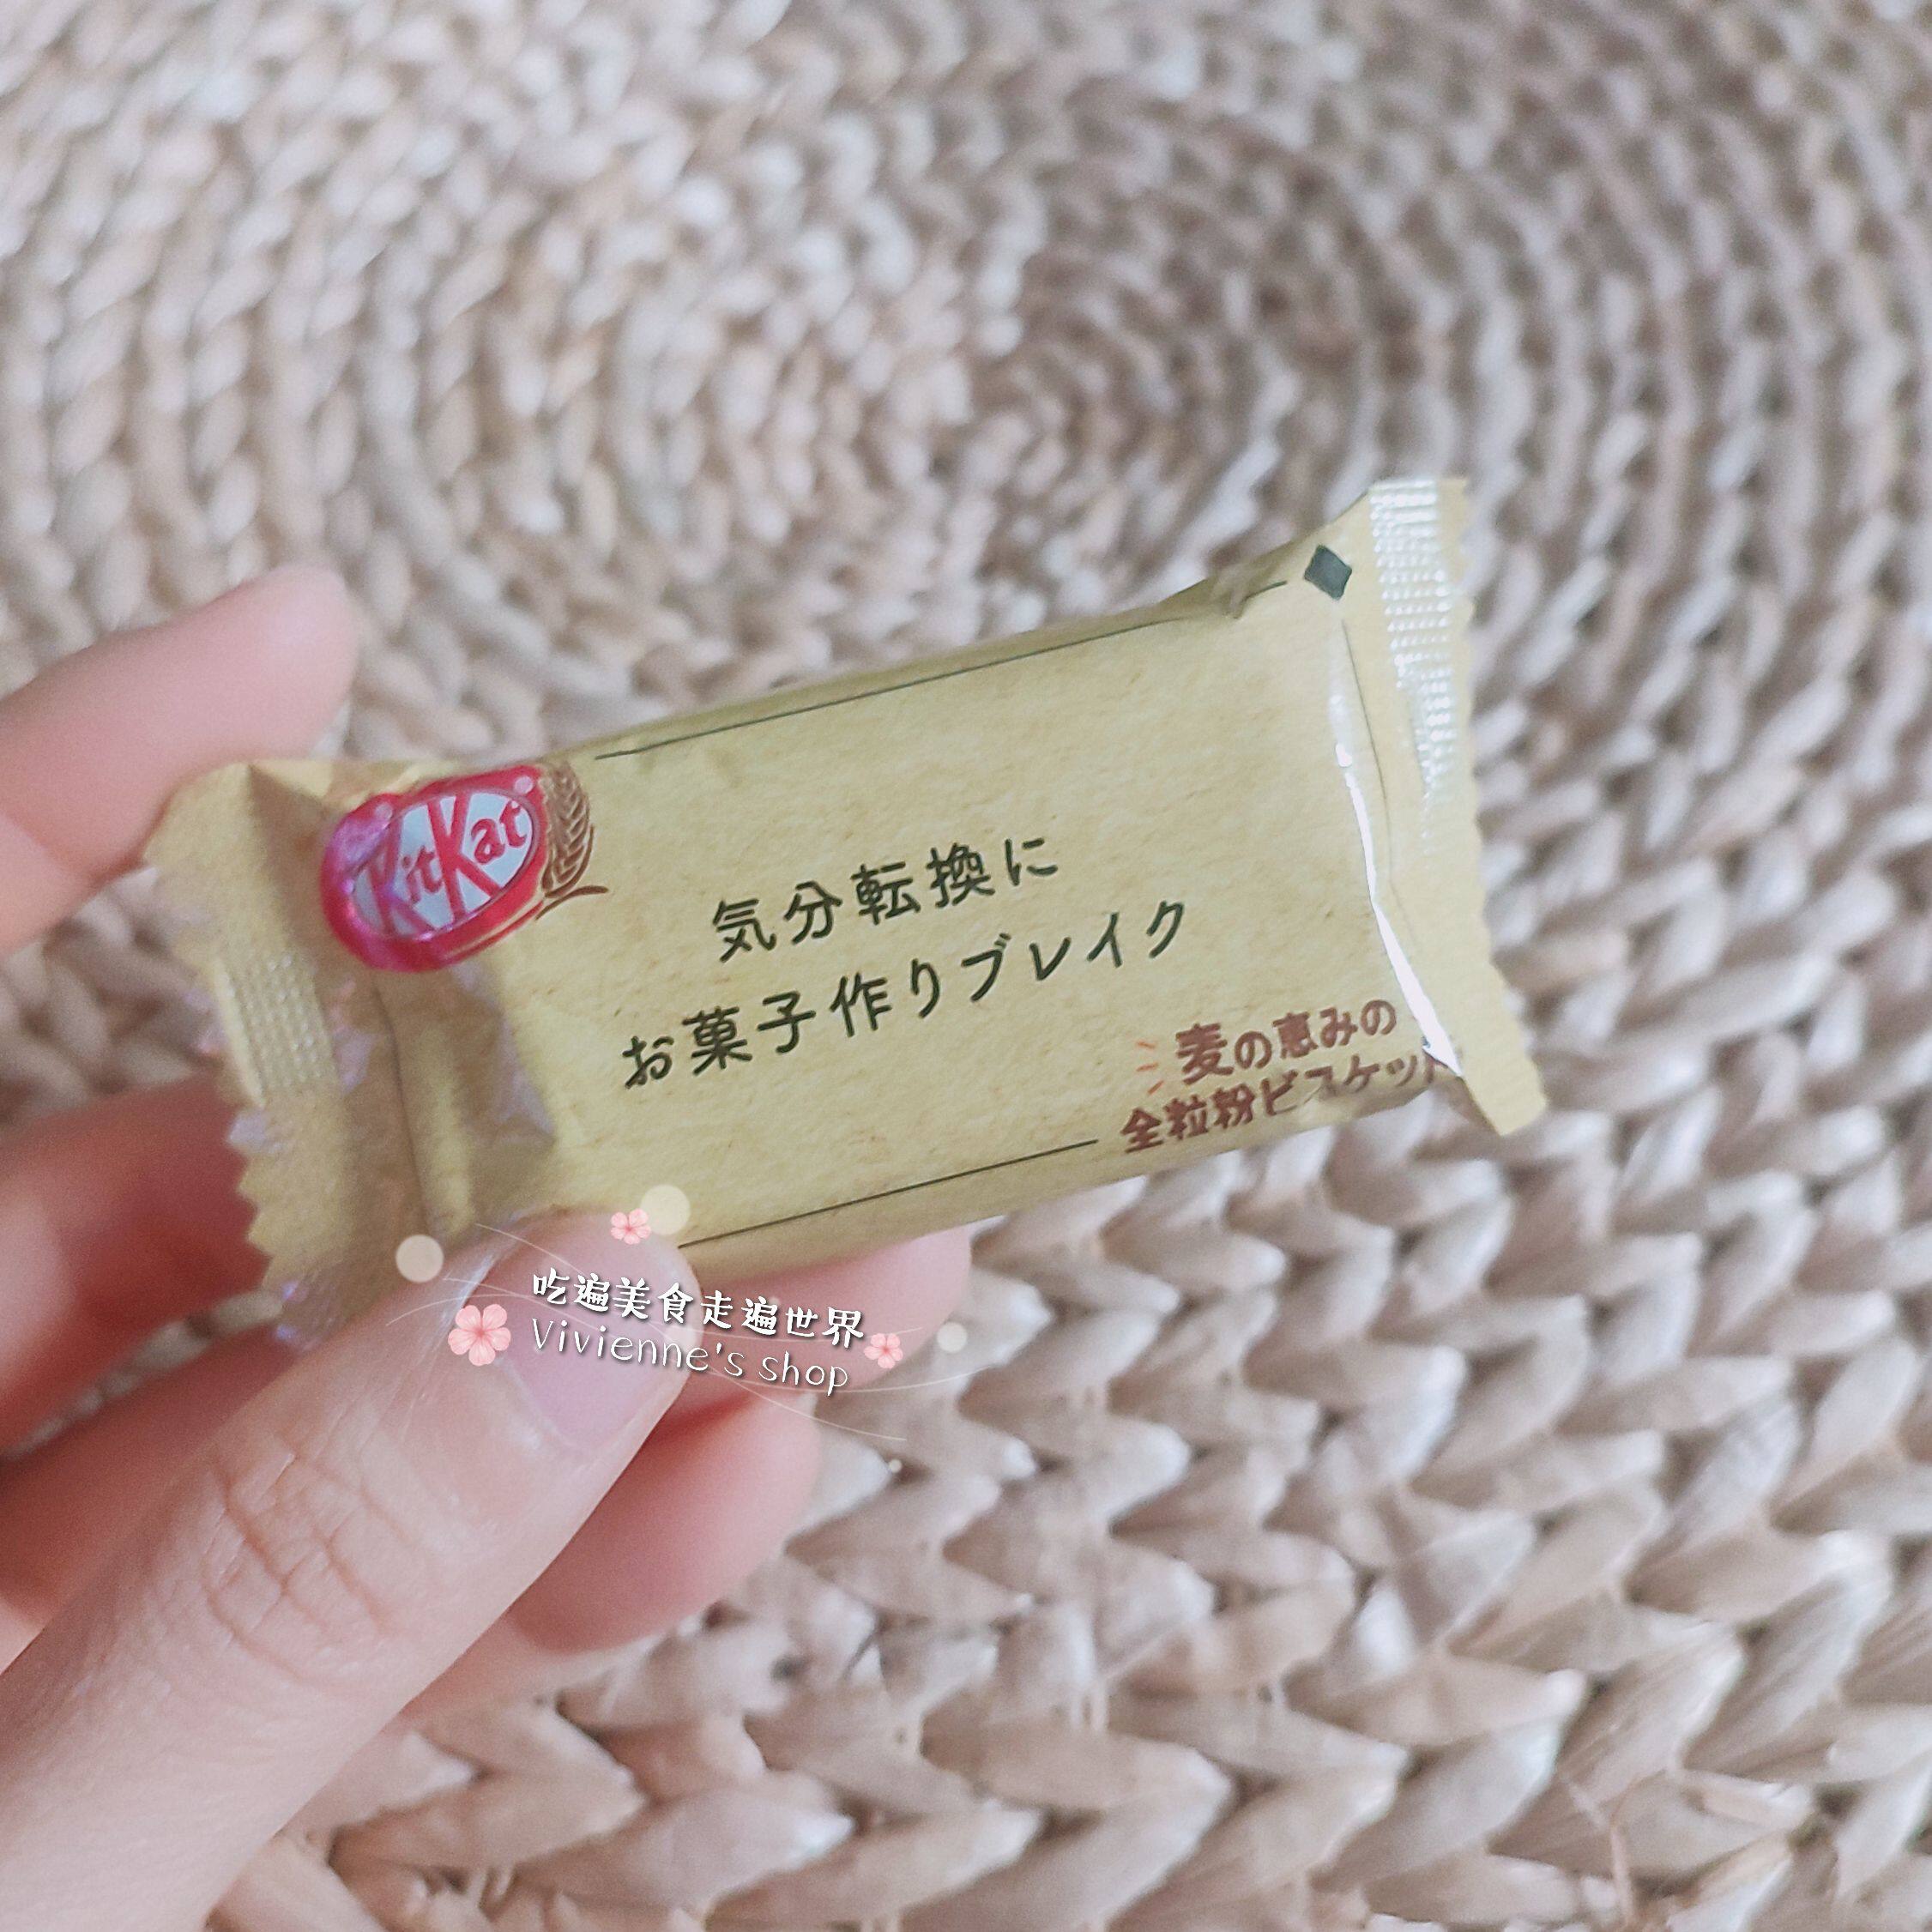 KitKat
気分転換に
お菓子作りブレイク
麦の恵みの
全粒粉ビスケット
吃遍美食走遍世界
Vivienne's shop